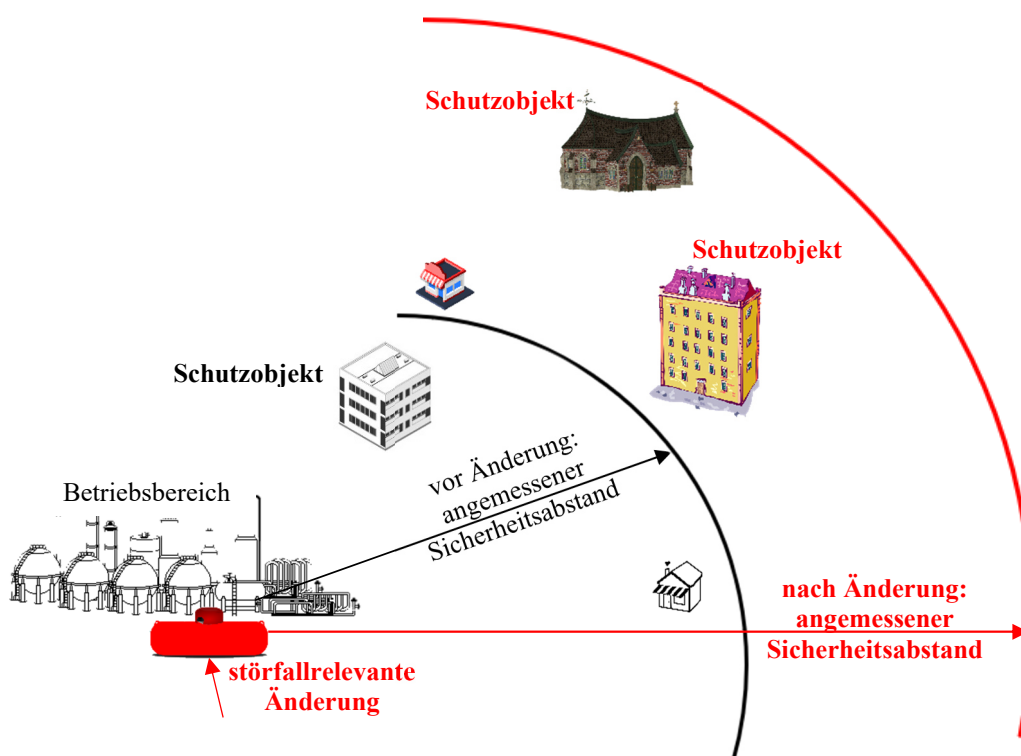 Schutzobjekt
Schutzobjekt
Schutzobjekt
vor Änderung:
angemessener
Sicherheitsabstand
Betriebsbereich
nach Änderung:
angemessener
Sicherheitsabstand
störfallrelevante
Änderung